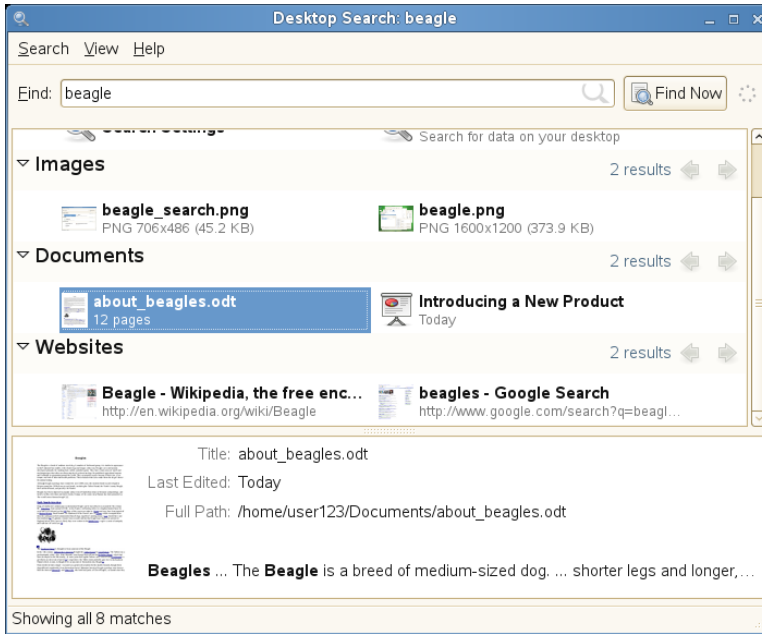 Desktop Search: beagle
Search View Help
Find: beagle Find Now
Search Settings Search for data on your desktop
Images 2 results
beagle_search.png beagle.png
PNG 706x486 (45.2 KB) PNG 1600x1200 (373.9 KB)
Documents 2 results
about_beagles.odt Introducing a New Product
12 pages Today
Websites 2 results
Beagle - Wikipedia, the free enc... beagles - Google Search
http://en.wikipedia.org/wiki/Beagle http://www.google.com/search?q=beagl...
Title: about_beagles.odt
Last Edited: Today
Full Path: /home/user123/Documents/about_beagles.odt
Beagles ... The Beagle is a breed of medium-sized dog. ... shorter legs and longer,...
Showing all 8 matches